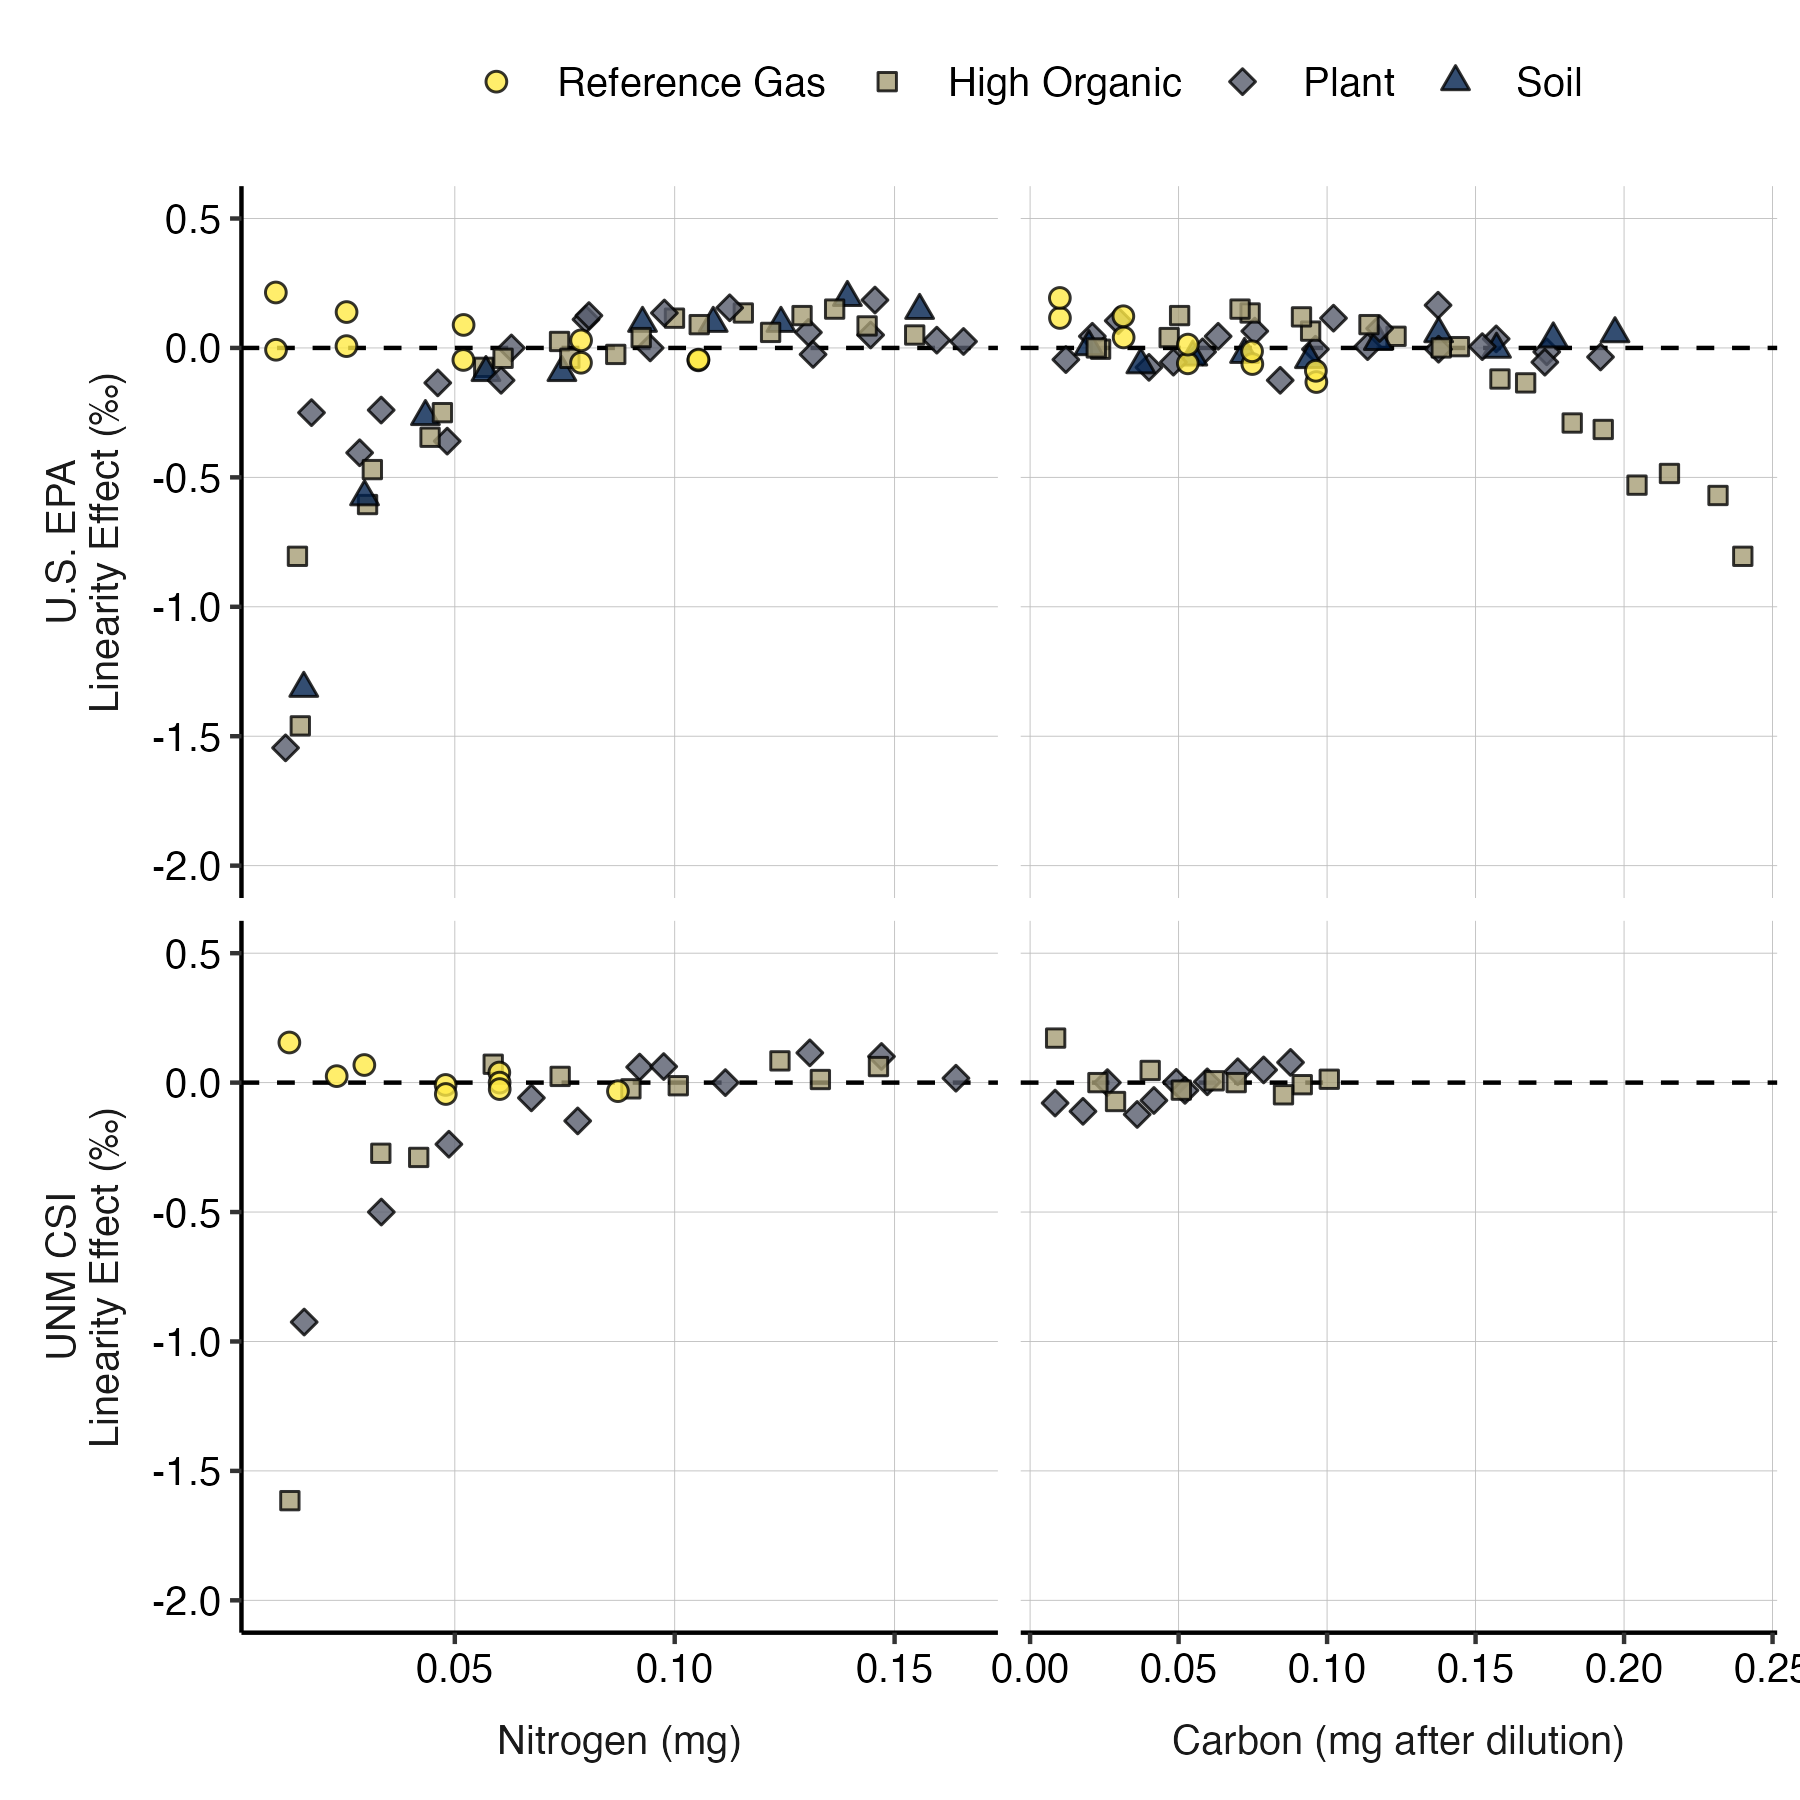 Reference Gas High Organic Plant Soil
U.S. EPA
Linearity Effect (‰)
0.5
0.0
-0.5
-1.0
-1.5
-2.0
UNM CSI
Linearity Effect (‰)
0.5
0.0
-0.5
-1.0
-1.5
-2.0
0.05 0.10 0.15 0.00 0.05 0.10 0.15 0.20 0.25
Nitrogen (mg) Carbon (mg after dilution)